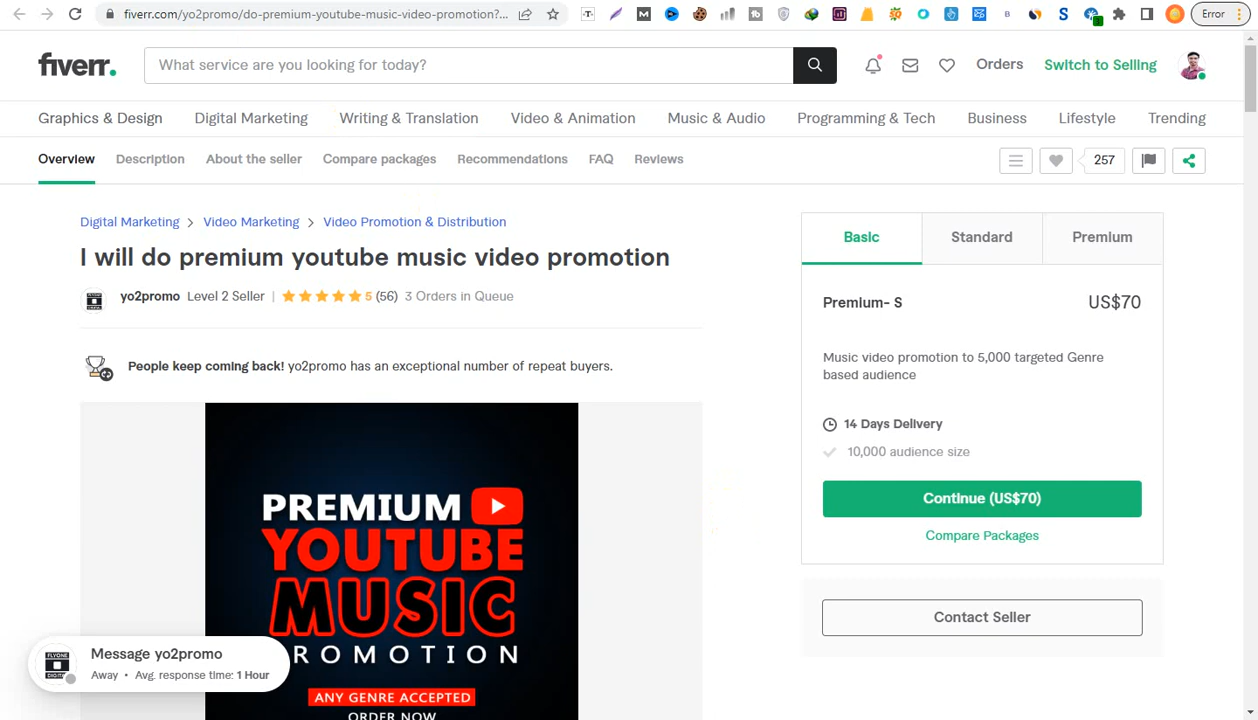 fiverr.com/yo2promo/do-premium-youtube-music-video-promotion?...
Error
fiverr.
What service are you looking for today?
Orders
Switch to Selling
Graphics & Design
Digital Marketing
Writing & Translation
Video & Animation
Music & Audio
Programming & Tech
Business
Lifestyle
Trending
Overview
Description
About the seller
Compare packages
Recommendations
FAQ
Reviews
257
Digital Marketing > Video Marketing > Video Promotion & Distribution
I will do premium youtube music video promotion
yo2promo Level 2 Seller | 5 (56) 3 Orders in Queue
People keep coming back! yo2promo has an exceptional number of repeat buyers.
PREMIUM
YOUTUBE
MUSIC
ROMOTION
ANY GENRE ACCEPTED
ORDER NOW
FLYONE
DIGITAL
Message yo2promo
Away • Avg. response time: 1 Hour
Basic
Standard
Premium
Premium- S
US$70
Music video promotion to 5,000 targeted Genre
based audience
14 Days Delivery
10,000 audience size
Continue (US$70)
Compare Packages
Contact Seller